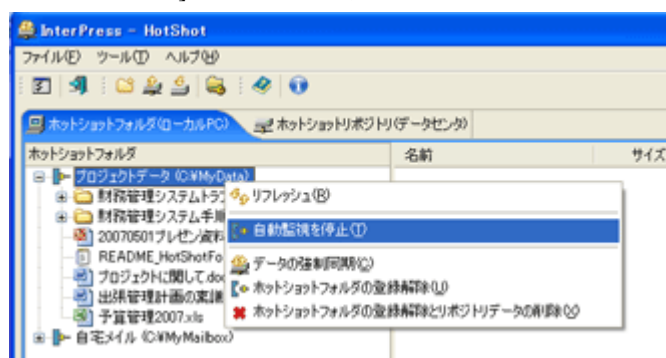 InterPress - HotShot
ファイル(F) ツール(T) ヘルプ(H)
ホットショットフォルダ(ローカルPC) ホットショットリポジトリ(データセンタ)
ホットショットフォルダ 名前 サイズ
プロジェクトデータ (C:¥MyData)
財務管理システムトラ
財務管理システム手順
20070501プレゼン資料
README_HotShotFo
プロジェクトに関して.doc
出張管理計画の
予算管理2007.xls
自宅メイル (C:¥MyMailbox)
リフレッシュ(R)
自動監視を停止(T)
データの強制同期(C)
ホットショットフォルダの登録解除(U)
ホットショットフォルダの登録解除とリポジトリデータの削除(X)